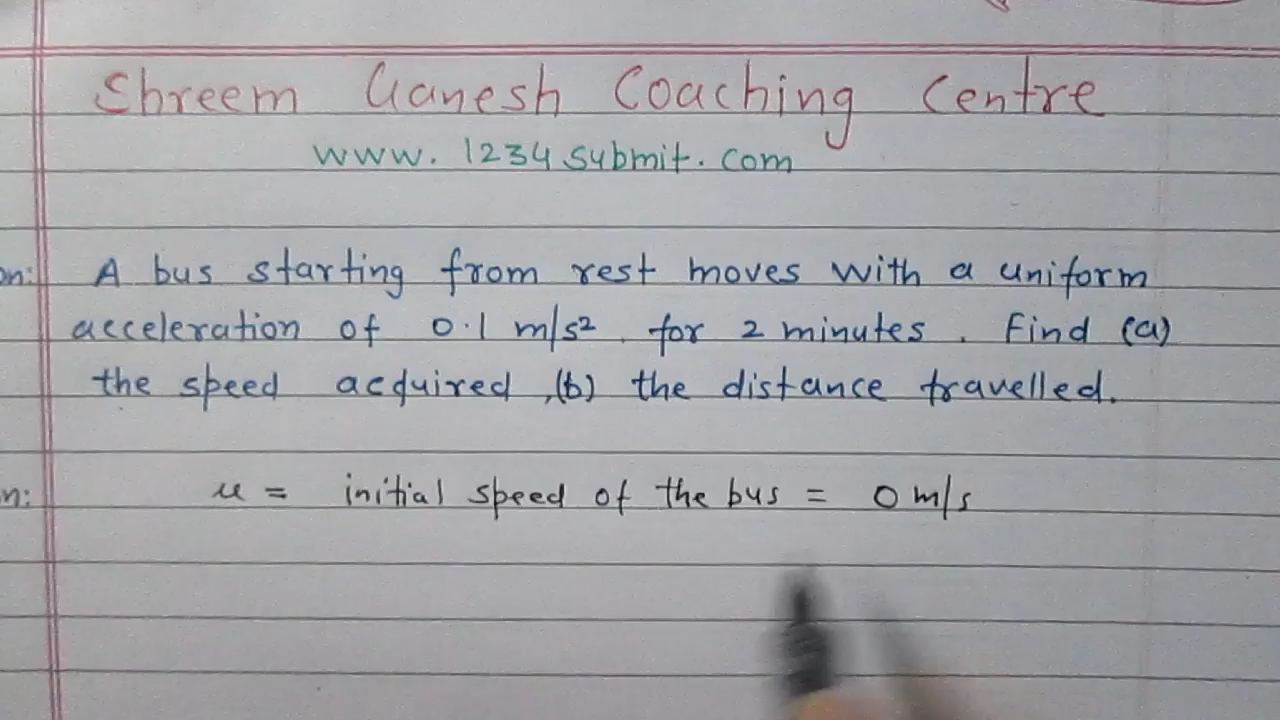 Shreem Ganesh Coaching Centre
www.1234submit.com
on: A bus starting from rest moves with a uniform
acceleration of 0.1 m/s² for 2 minutes. Find (a)
the speed acquired, (b) the distance travelled.
n: u = initial speed of the bus = 0 m/s